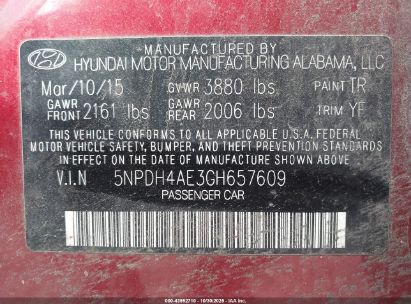 BY
HYUNDAI MOTOR MANUFACTURING ALABAMA, LLC
Mar/10/15 GVWR 3880 lbs PAINT TR
GAWR FRONT 2161 lbs GAWR REAR 2006 lbs TRIM YF
THIS VEHICLE CONFORMS TO ALL APPLICABLE U.S.A. FEDERAL
MOTOR VEHICLE SAFETY, BUMPER, AND THEFT PREVENTION STANDARDS
IN EFFECT ON THE DATE OF MANUFACTURE SHOWN ABOVE.
V.I.N 5NPDH4AE3GH657609
PASSENGER CAR